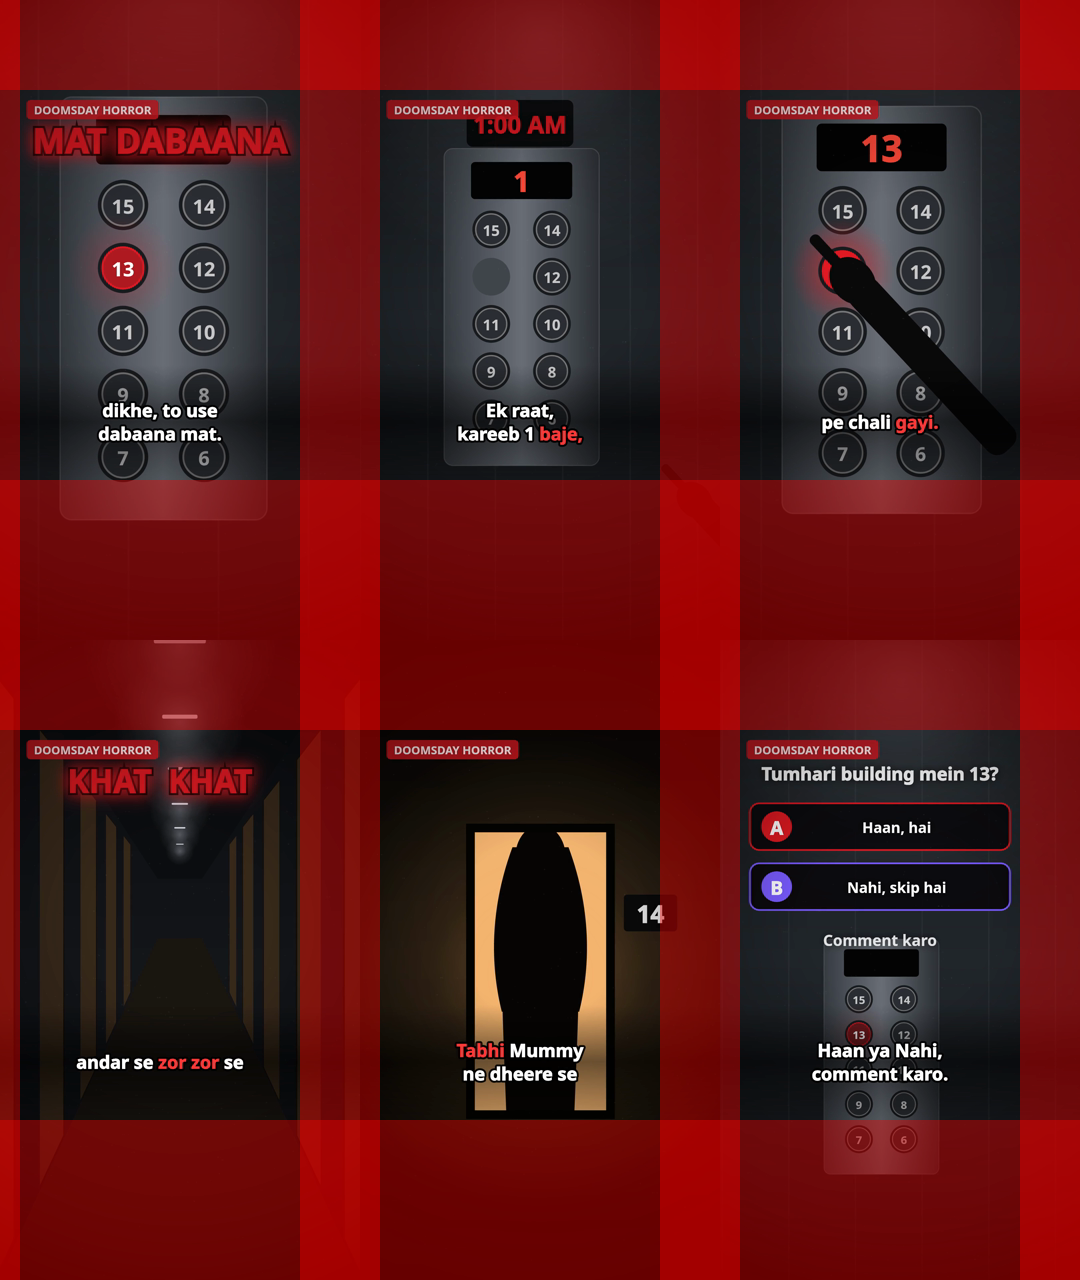 DOOMSDAY HORROR
MAT DABAANA
15 14
13 12
11 10
9 8
dikhe, to use
dabaana mat.
7 6
DOOMSDAY HORROR
1:00 AM
1
15 14
12
11 10
9 8
Ek raat,
kareeb 1 baje,
DOOMSDAY HORROR
13
15 14
12
11
9 8
pe chali gayi.
7 6
DOOMSDAY HORROR
KHAT KHAT
andar se zor zor se
DOOMSDAY HORROR
14
Tabhi Mummy
ne dheere se
DOOMSDAY HORROR
Tumhari building mein 13?
A Haan, hai
B Nahi, skip hai
Comment karo
15 14
13 12
Haan ya Nahi,
comment karo.
9 8
7 6